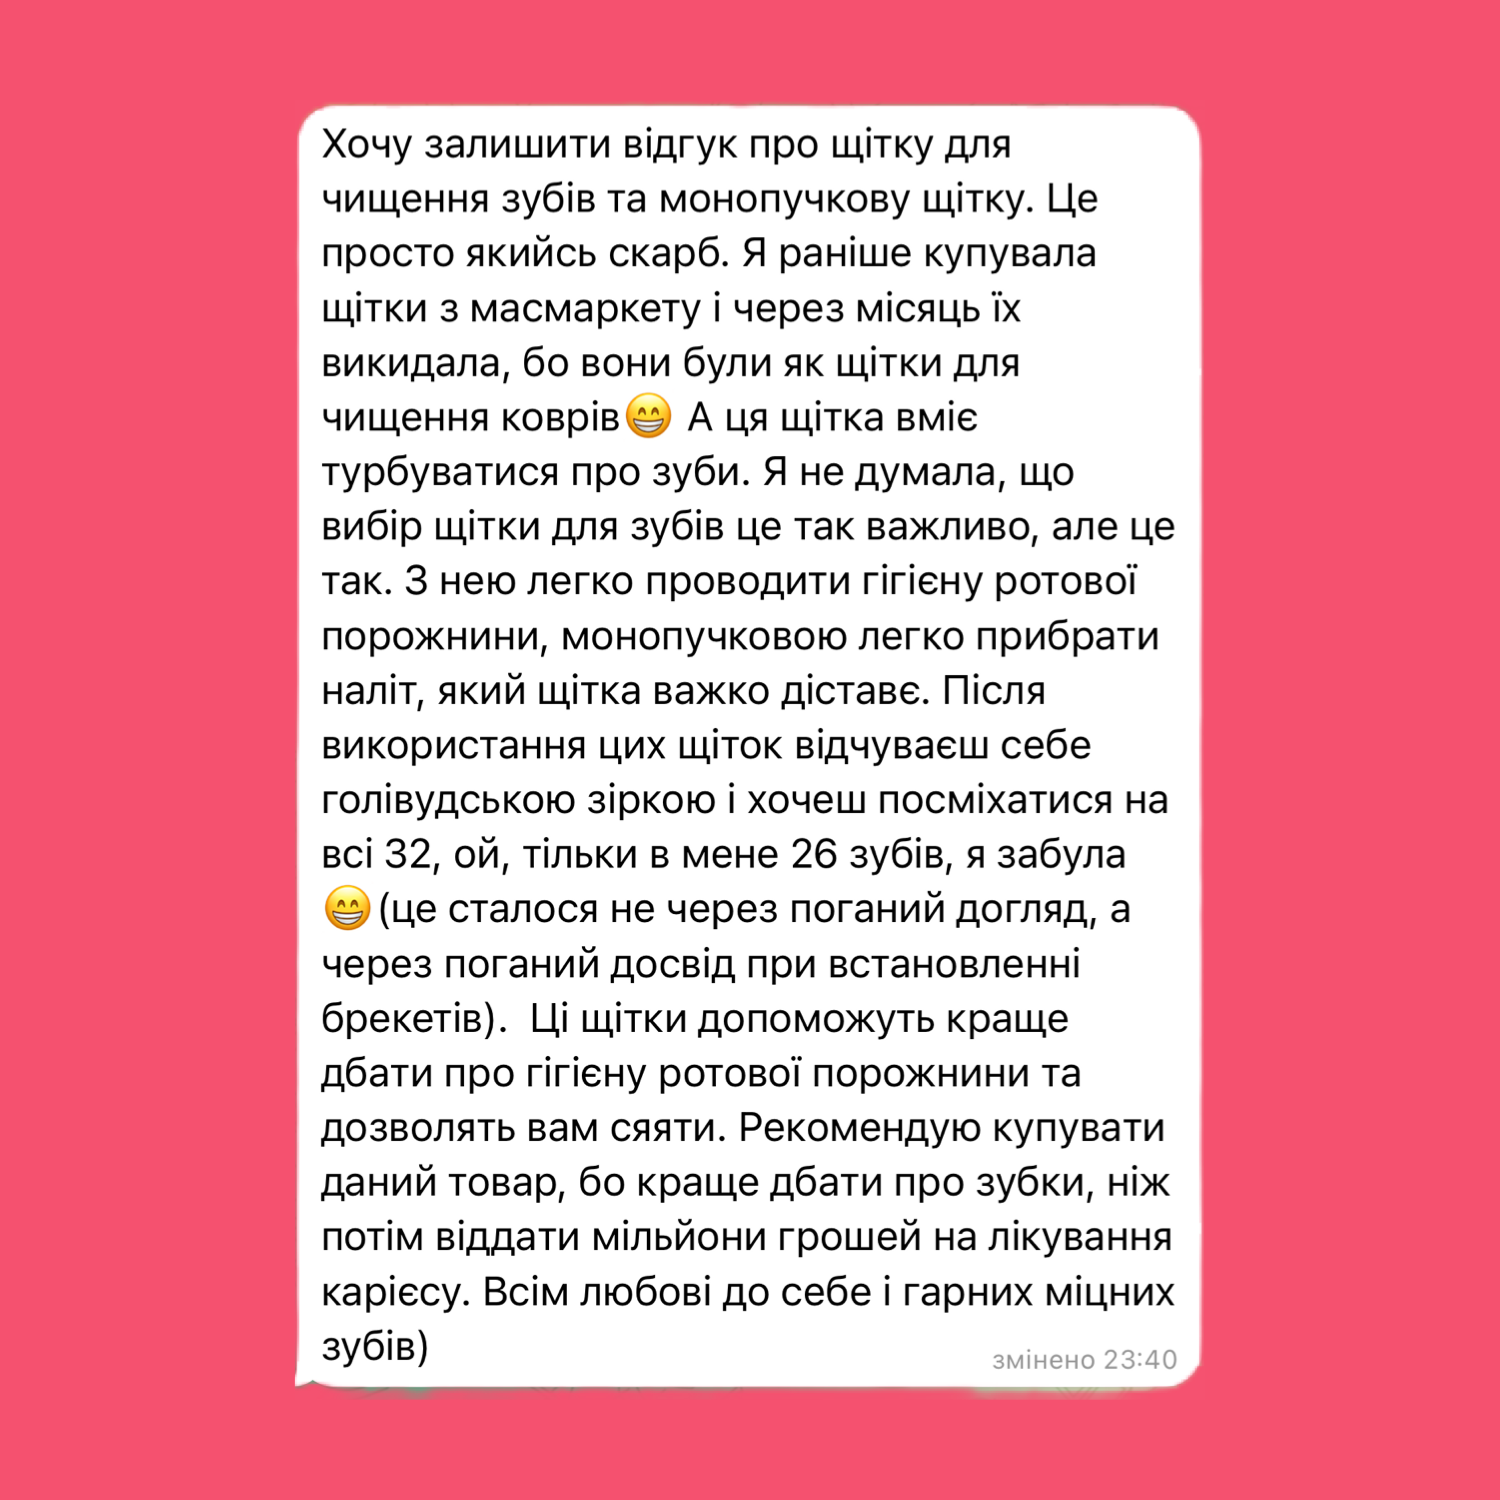 Хочу залишити відгук про щітку для
чищення зубів та монопучкову щітку. Це
просто якийсь скарб. Я раніше купувала
щітки з масмаркету і через місяць їх
викидала, бо вони були як щітки для
чищення коврів😁 А ця щітка вміє
турбуватися про зуби. Я не думала, що
вибір щітки для зубів це так важливо, але це
так. З нею легко проводити гігієну ротової
порожнини, монопучковою легко прибрати
наліт, який щітка важко діставє. Після
використання цих щіток відчуваєш себе
голівудською зіркою і хочеш посміхатися на
всі 32, ой, тільки в мене 26 зубів, я забула
😁(це сталося не через поганий догляд, а
через поганий досвід при встановленні
брекетів).  Ці щітки допоможуть краще
дбати про гігієну ротової порожнини та
дозволять вам сяяти. Рекомендую купувати
даний товар, бо краще дбати про зубки, ніж
потім віддати мільйони грошей на лікування
карієсу. Всім любові до себе і гарних міцних
зубів)
змінено 23:40